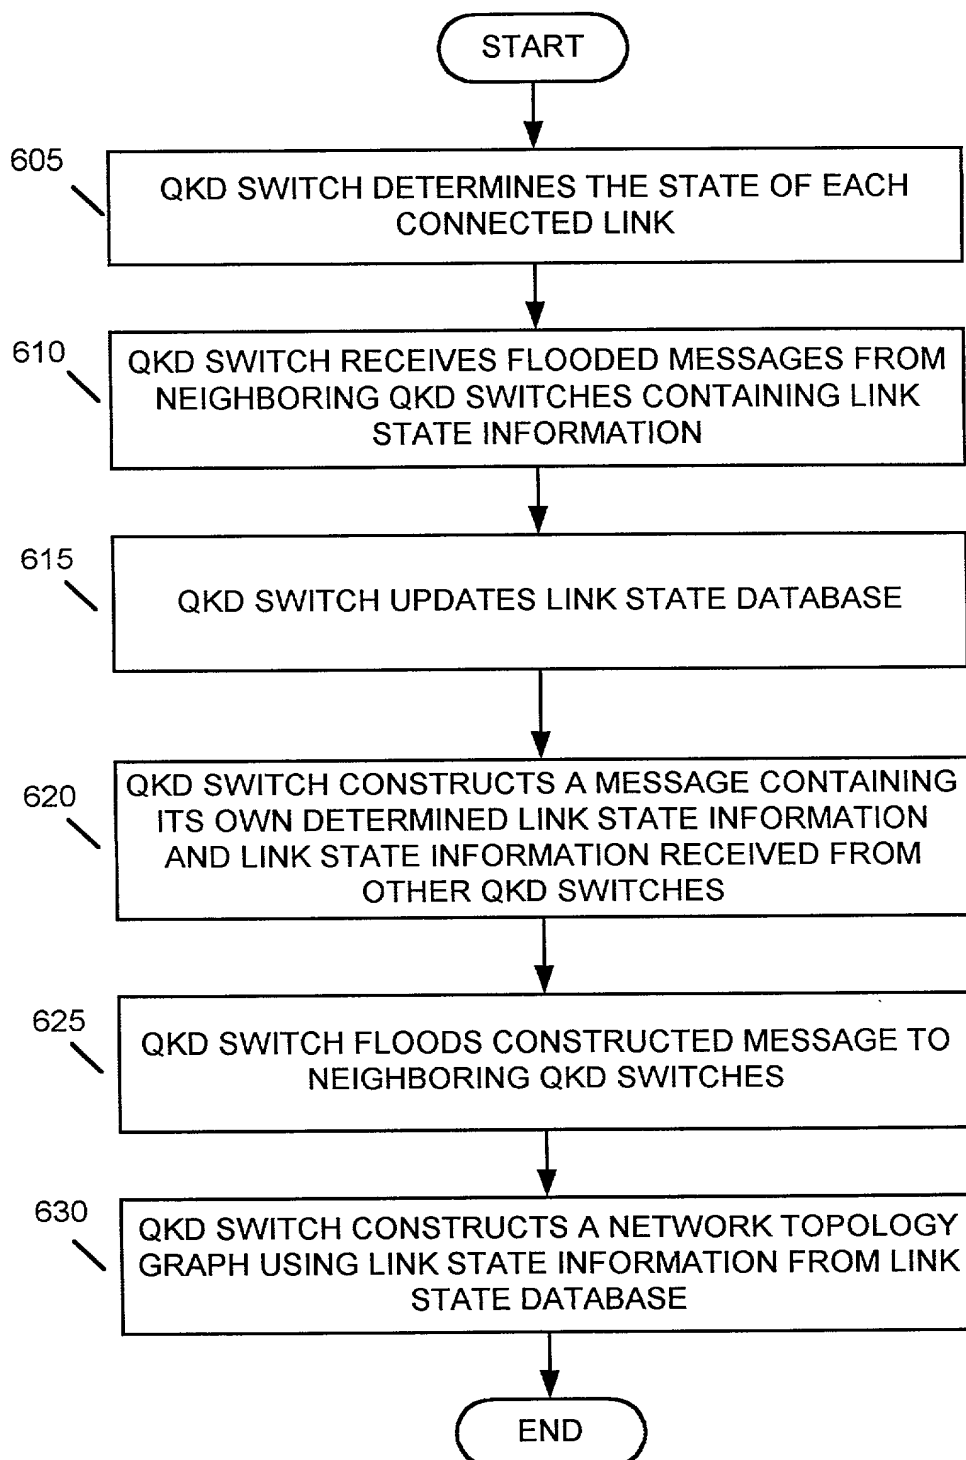 START
605
QKD SWITCH DETERMINES THE STATE OF EACH
CONNECTED LINK
610
QKD SWITCH RECEIVES FLOODED MESSAGES FROM
NEIGHBORING QKD SWITCHES CONTAINING LINK
STATE INFORMATION
615
QKD SWITCH UPDATES LINK STATE DATABASE
620
QKD SWITCH CONSTRUCTS A MESSAGE CONTAINING
ITS OWN DETERMINED LINK STATE INFORMATION
AND LINK STATE INFORMATION RECEIVED FROM
OTHER QKD SWITCHES
625
QKD SWITCH FLOODS CONSTRUCTED MESSAGE TO
NEIGHBORING QKD SWITCHES
630
QKD SWITCH CONSTRUCTS A NETWORK TOPOLOGY
GRAPH USING LINK STATE INFORMATION FROM LINK
STATE DATABASE
END